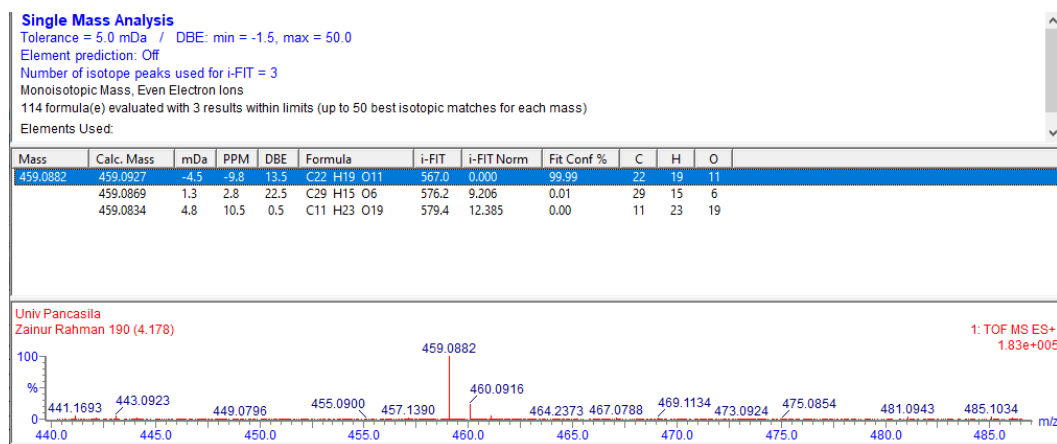 Single Mass Analysis
Tolerance = 5.0 mDa / DBE: min = -1.5, max = 50.0
Element prediction: Off
Number of isotope peaks used for i-FIT = 3
Monoisotopic Mass, Even Electron Ions
114 formula(e) evaluated with 3 results within limits (up to 50 best isotopic matches for each mass)
Elements Used:
Mass Calc. Mass mDa PPM DBE Formula i-FIT i-FIT Norm Fit Conf % C H O
459.0882 459.0927 -4.5 -9.8 13.5 C22 H19 O11 567.0 0.000 99.99 22 19 11
459.0869 1.3 2.8 22.5 C29 H15 O6 576.2 9.206 0.01 29 15 6
459.0834 4.8 10.5 0.5 C11 H23 O19 579.4 12.385 0.00 11 23 19
Univ Pancasila
Zainur Rahman 190 (4.178) 1: TOF MS ES+
1.83e+005
100 459.0882
% 460.0916
441.1693 443.0923 449.0796 455.0900 457.1390 464.2373 467.0788 469.1134 473.0924 475.0854 481.0943 485.1034
0 m/z
440.0 445.0 450.0 455.0 460.0 465.0 470.0 475.0 480.0 485.0